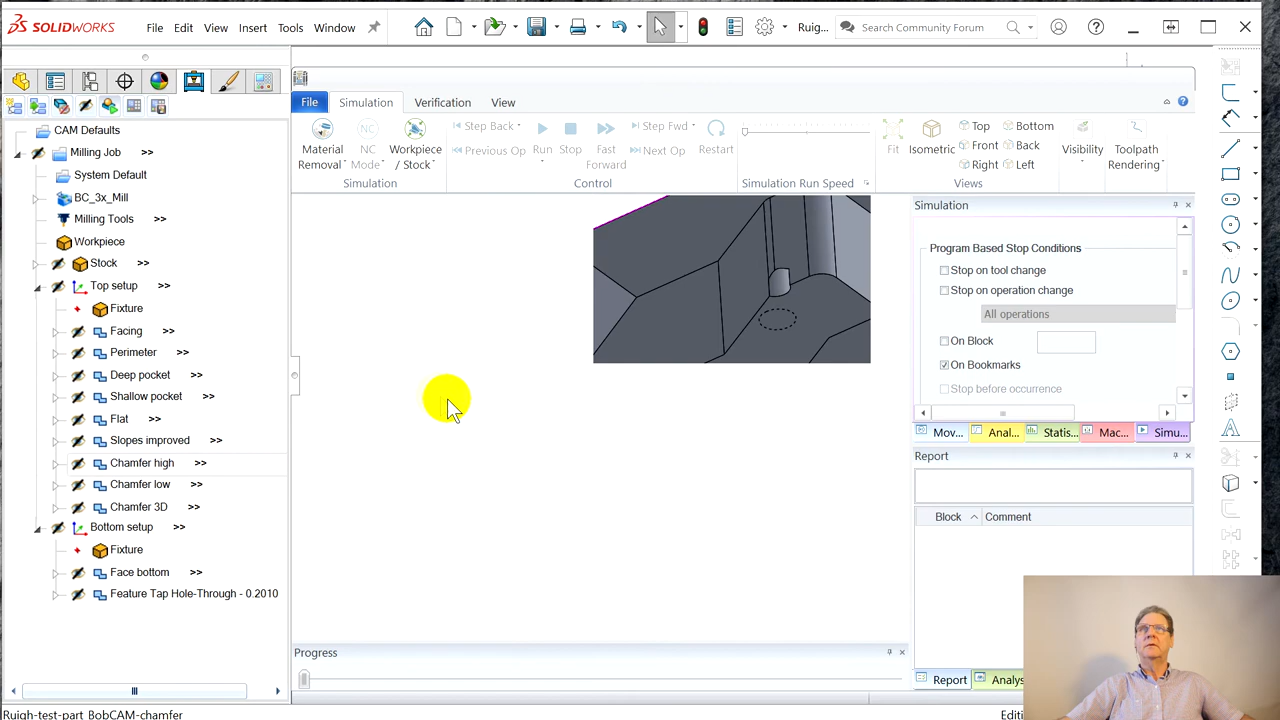 SOLIDWORKS File Edit View Insert Tools Window Ruig... Search Community Forum
CAM Defaults
Milling Job >>
System Default
BC_3x_Mill
Milling Tools >>
Workpiece
Stock >>
Top setup >>
Fixture
Facing >>
Perimeter >>
Deep pocket >>
Shallow pocket >>
Flat >>
Slopes improved >>
Chamfer high >>
Chamfer low >>
Chamfer 3D >>
Bottom setup >>
Fixture
Face bottom >>
Feature Tap Hole-Through - 0.2010
File Simulation Verification View
Material Removal
NC Mode
Workpiece / Stock
Simulation
Step Back
Previous Op
Run
Stop
Fast Forward
Step Fwd
Next Op
Restart
Control
Simulation Run Speed
Fit
Isometric
Top
Front
Right
Bottom
Back
Left
Views
Visibility
Toolpath Rendering
Simulation
Program Based Stop Conditions
Stop on tool change
Stop on operation change
All operations
On Block
On Bookmarks
Stop before occurrence
Mov... Anal... Statis... Mac... Simu...
Report
Block Comment
Progress
Report Analys
Ruigh-test-part BobCAM-chamfer
Editi